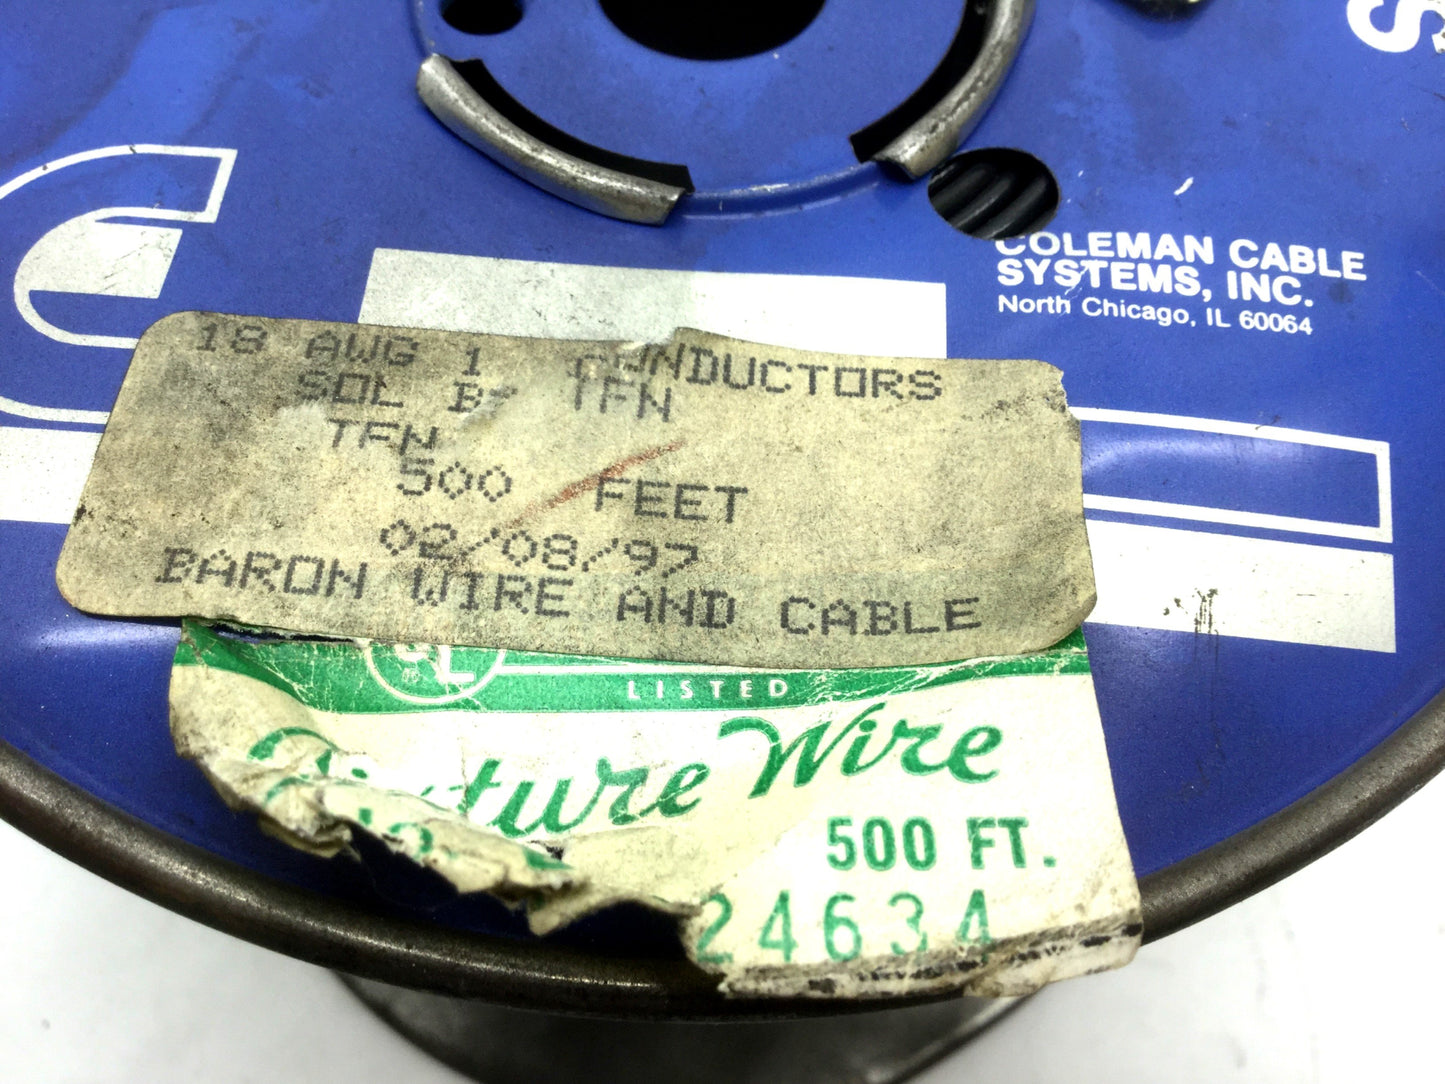 S
COLEMAN CABLE
SYSTEMS, INC.
North Chicago, IL 60064
18 AWG 1 CONDUCTORS
SOL TFN
TFN
500 FEET
02/08/97
BARON WIRE AND CABLE
UL
LISTED
Wire
500 FT.
24634